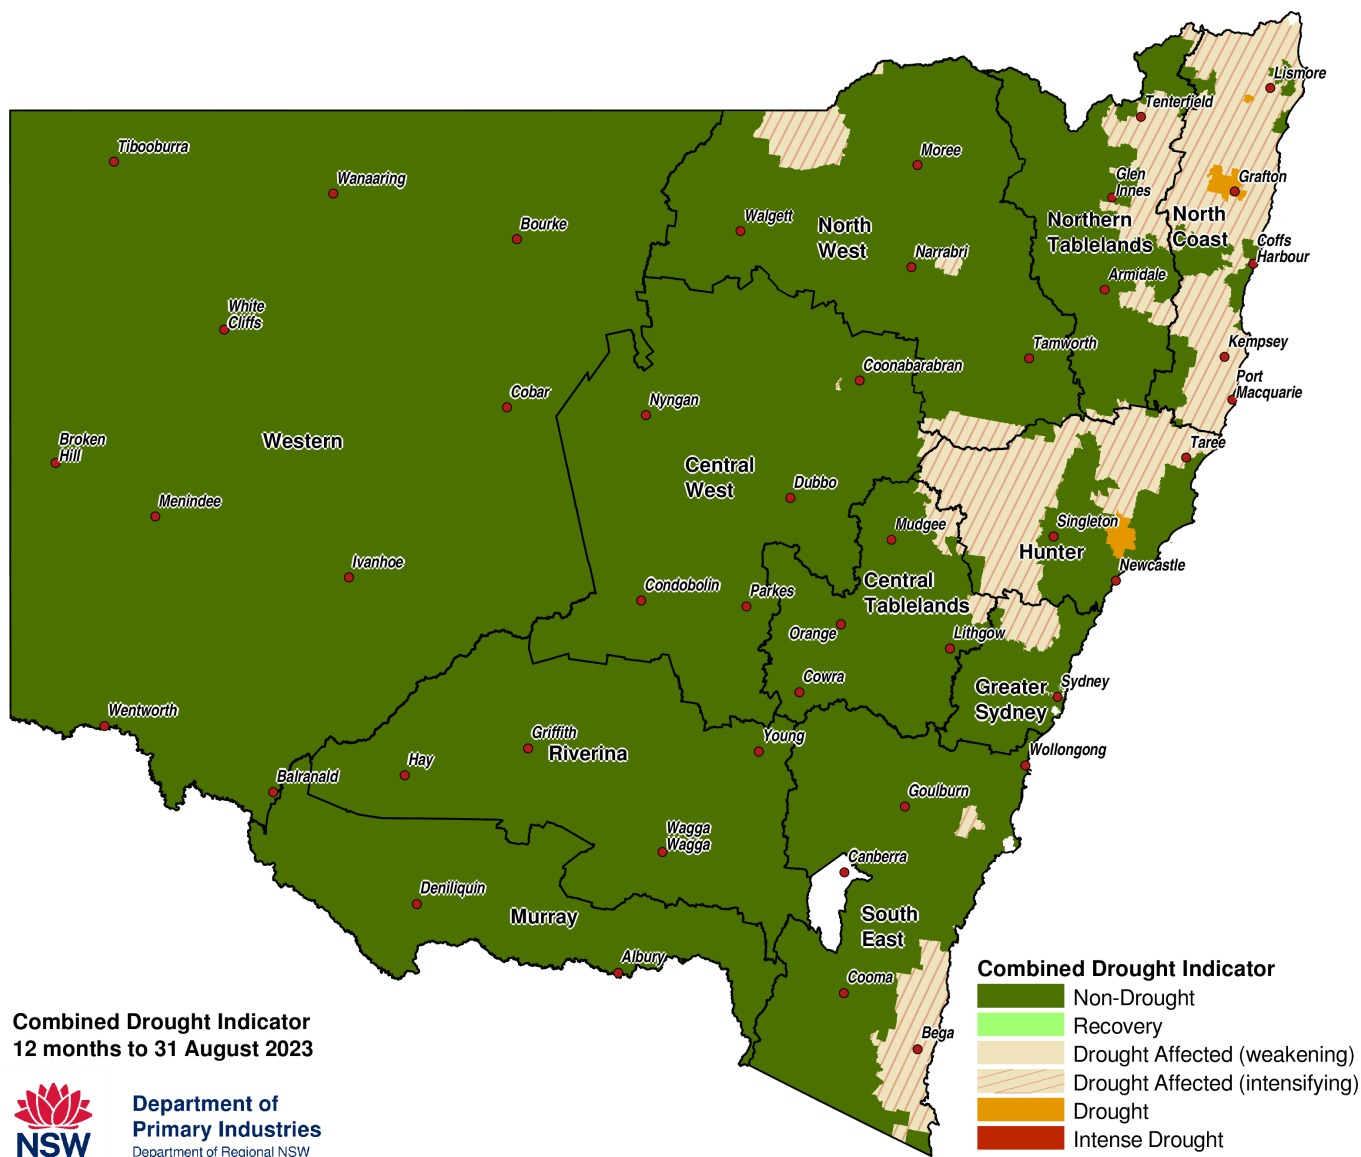 Lismore
Tenterfield
Tibooburra
Moree
Wanaaring
Glen
Innes
Grafton
Walgett
Bourke
North
West
Northern
Tablelands
North
Coast
Coffs
Harbour
Narrabri
Armidale
White
Cliffs
Tamworth
Kempsey
Coonabarabran
Port
Macquarie
Cobar
Nyngan
Broken
Hill
Western
Taree
Central
West
Dubbo
Menindee
Mudgee
Singleton
Hunter
Ivanhoe
Newcastle
Condobolin
Parkes
Central
Tablelands
Orange
Lithgow
Cowra
Greater
Sydney
Sydney
Wentworth
Griffith
Riverina
Young
Wollongong
Hay
Balranald
Goulburn
Wagga
Wagga
Canberra
Deniliquin
Murray
South
East
Albury
Cooma
Bega
Combined Drought Indicator
Non-Drought
Recovery
Drought Affected (weakening)
Drought Affected (intensifying)
Drought
Intense Drought
Combined Drought Indicator
12 months to 31 August 2023
NSW
Department of
Primary Industries
Department of Regional NSW